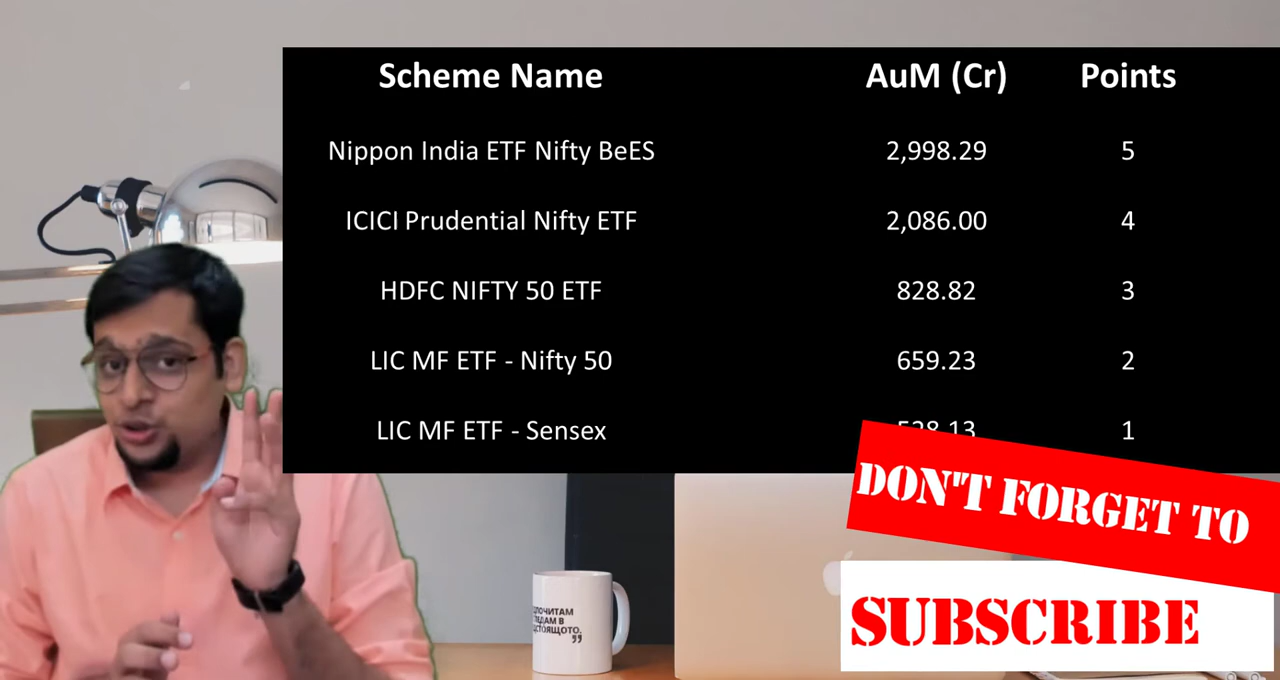 Scheme Name AuM (Cr) Points
Nippon India ETF Nifty BeES 2,998.29 5
ICICI Prudential Nifty ETF 2,086.00 4
HDFC NIFTY 50 ETF 828.82 3
LIC MF ETF - Nifty 50 659.23 2
LIC MF ETF - Sensex 528.13 1
DON'T FORGET TO
SUBSCRIBE